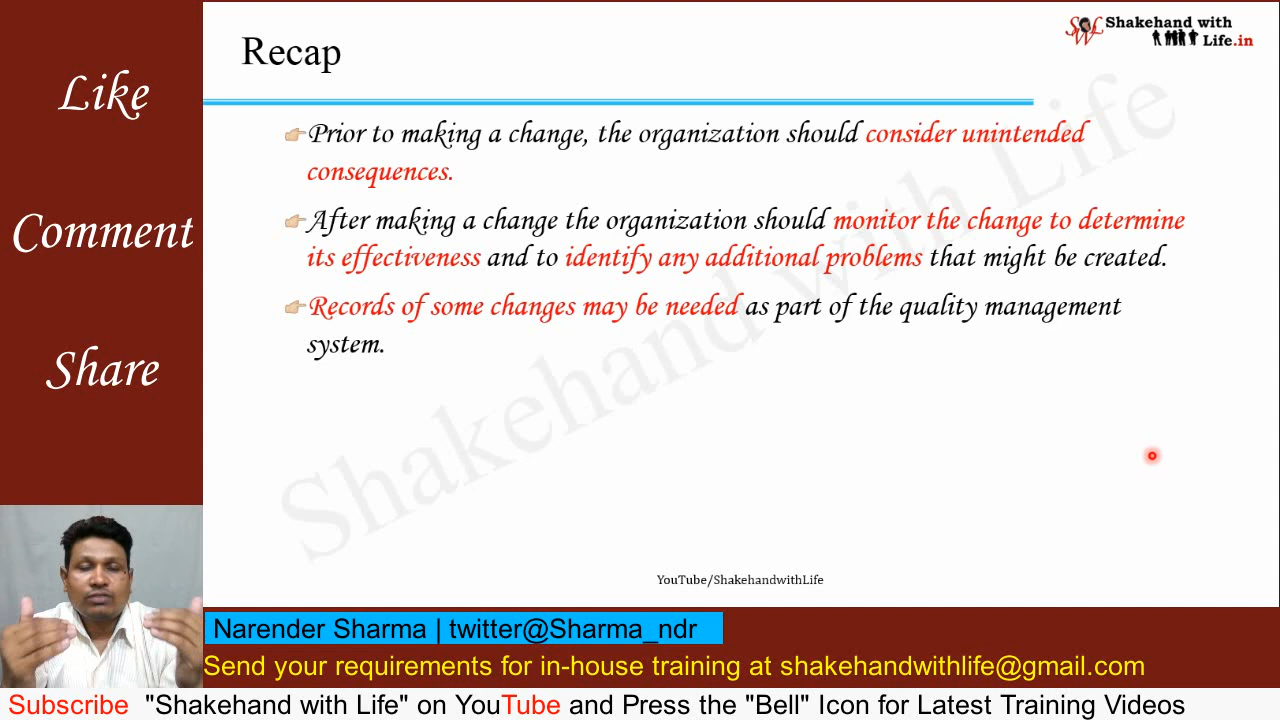 Like
Comment
Share
Recap
SWL Shakehand with
Life.in
Prior to making a change, the organization should consider unintended
consequences.
After making a change the organization should monitor the change to determine
its effectiveness and to identify any additional problems that might be created.
Records of some changes may be needed as part of the quality management
system.
Shakehand with Life
YouTube/ShakehandwithLife
Narender Sharma | twitter@Sharma_ndr
Send your requirements for in-house training at shakehandwithlife@gmail.com
Subscribe "Shakehand with Life" on YouTube and Press the "Bell" Icon for Latest Training Videos